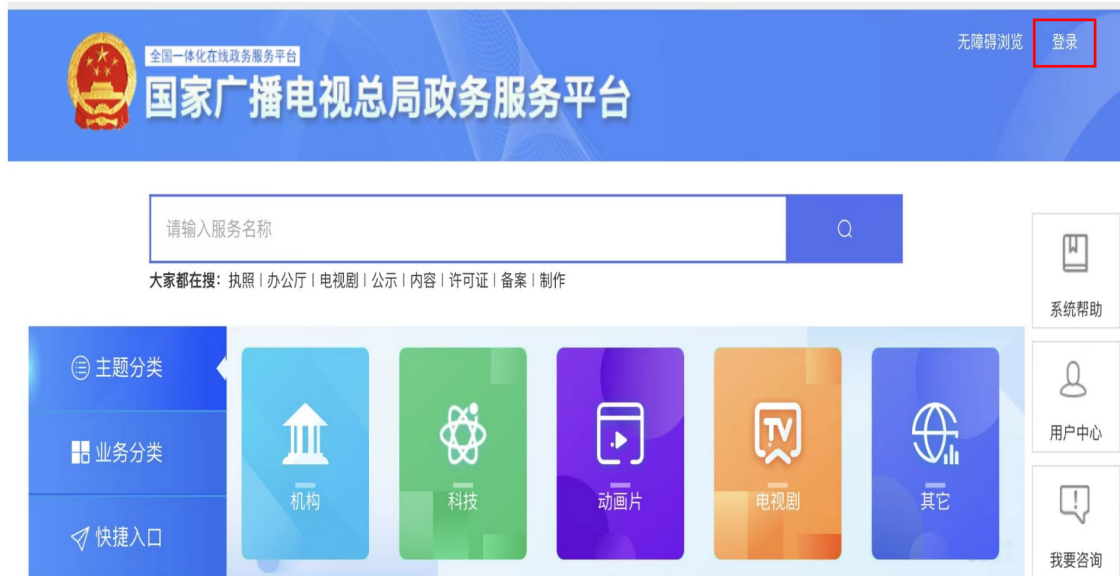 无障碍浏览 登录
全国一体化在线政务服务平台
国家广播电视总局政务服务平台
请输入服务名称
大家都在搜：执照 | 办公厅 | 电视剧 | 公示 | 内容 | 许可证 | 备案 | 制作
系统帮助
主题分类
业务分类
快捷入口
机构
科技
动画片
TV
电视剧
其它
用户中心
我要咨询